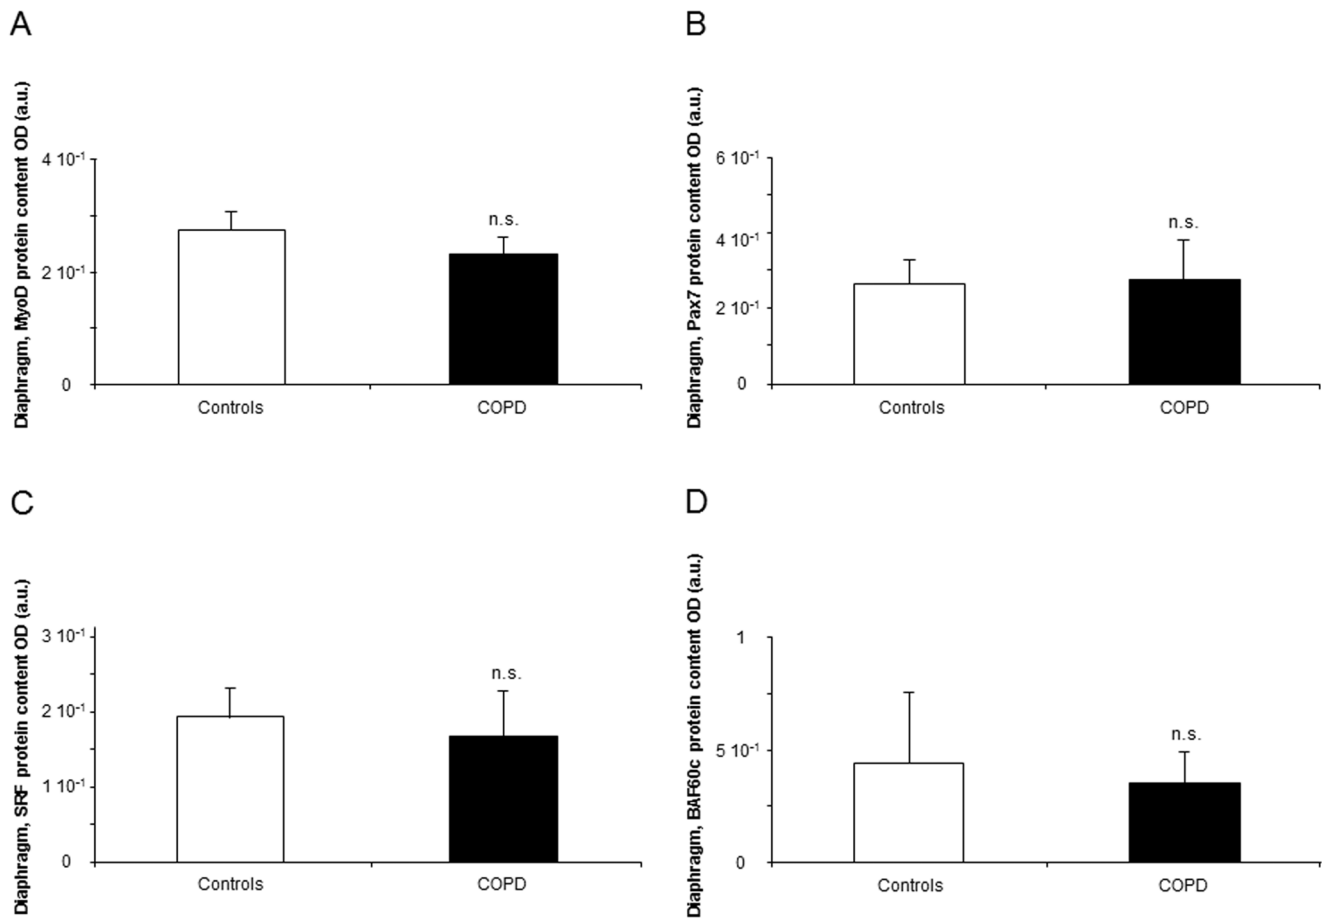 A
Diaphragm, MyoD protein content OD (a.u.)
4 10⁻¹
2 10⁻¹
0
n.s.
Controls
COPD
B
Diaphragm, Pax7 protein content OD (a.u.)
6 10⁻¹
4 10⁻¹
2 10⁻¹
0
n.s.
Controls
COPD
C
Diaphragm, SRF protein content OD (a.u.)
3 10⁻¹
2 10⁻¹
1 10⁻¹
0
n.s.
Controls
COPD
D
Diaphragm, BAF60c protein content OD (a.u.)
1
5 10⁻¹
0
n.s.
Controls
COPD